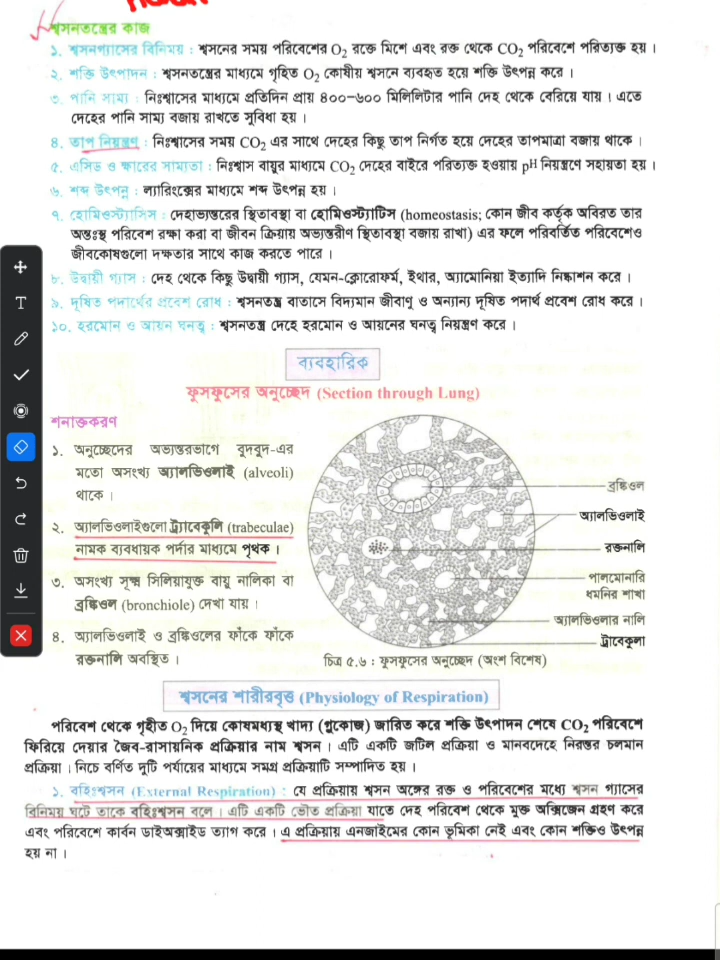 শ্বসনতন্ত্রের কাজ
১. শ্বসনগ্যাসের বিনিময় : শ্বসনের সময় পরিবেশের O₂ রক্তে মিশে এবং রক্ত থেকে CO₂ পরিবেশে পরিত্যক্ত হয়।
২. শক্তি উৎপাদন : শ্বসনতন্ত্রের মাধ্যমে গৃহিত O₂ কোষীয় শ্বসনে ব্যবহৃত হয়ে শক্তি উৎপন্ন করে।
৩. পানি সাম্য : নিঃশ্বাসের মাধ্যমে প্রতিদিন প্রায় ৪০০-৬০০ মিলিলিটার পানি দেহ থেকে বেরিয়ে যায়। এতে
দেহের পানি সাম্য বজায় রাখতে সুবিধা হয়।
৪. তাপ নিয়ন্ত্রণ : নিঃশ্বাসের সময় CO₂ এর সাথে দেহের কিছু তাপ নির্গত হয়ে দেহের তাপমাত্রা বজায় থাকে।
৫. এসিড ও ক্ষারের সাম্যতা : নিঃশ্বাস বায়ুর মাধ্যমে CO₂ দেহের বাইরে পরিত্যক্ত হওয়ায় pH নিয়ন্ত্রণে সহায়তা হয়।
৬. শব্দ উৎপন্ন : ল্যারিংক্সের মাধ্যমে শব্দ উৎপন্ন হয়।
৭. হোমিওস্ট্যাসিস : দেহাভ্যন্তরের স্থিতাবস্থা বা হোমিওস্ট্যাটিস (homeostasis; কোন জীব কর্তৃক অবিরত তার
অন্তঃস্থ পরিবেশ রক্ষা করা বা জীবন ক্রিয়ায় অভ্যন্তরীণ স্থিতাবস্থা বজায় রাখা) এর ফলে পরিবর্তিত পরিবেশেও
জীবকোষগুলো দক্ষতার সাথে কাজ করতে পারে।
৮. উদ্বায়ী গ্যাস : দেহ থেকে কিছু উদ্বায়ী গ্যাস, যেমন-ক্লোরোফর্ম, ইথার, অ্যামোনিয়া ইত্যাদি নিষ্কাশন করে।
৯. দূষিত পদার্থের প্রবেশ রোধ : শ্বসনতন্ত্র বাতাসে বিদ্যমান জীবাণু ও অন্যান্য দূষিত পদার্থ প্রবেশ রোধ করে।
১০. হরমোন ও আয়ন ঘনত্ব : শ্বসনতন্ত্র দেহে হরমোন ও আয়নের ঘনত্ব নিয়ন্ত্রণ করে।
ব্যবহারিক
ফুসফুসের অনুচ্ছেদ (Section through Lung)
শনাক্তকরণ
১. অনুচ্ছেদের অভ্যন্তরভাগে বুদবুদ-এর
মতো অসংখ্য অ্যালভিওলাই (alveoli)
থাকে।
২. অ্যালভিওলাইগুলো ট্র্যাবেকুলি (trabeculae)
নামক ব্যবধায়ক পর্দার মাধ্যমে পৃথক।
৩. অসংখ্য সূক্ষ্ম সিলিয়াযুক্ত বায়ু নালিকা বা
ব্রঙ্কিওল (bronchiole) দেখা যায়।
৪. অ্যালভিওলাই ও ব্রঙ্কিওলের ফাঁকে ফাঁকে
রক্তনালি অবস্থিত।
ব্রঙ্কিওল
অ্যালভিওলাই
রক্তনালি
পালমোনারি
ধমনির শাখা
অ্যালভিওলার নালি
ট্রাবেকুলা
চিত্র ৫.৬ : ফুসফুসের অনুচ্ছেদ (অংশ বিশেষ)
শ্বসনের শারীরবৃত্ত (Physiology of Respiration)
পরিবেশ থেকে গৃহীত O₂ দিয়ে কোষমধ্যস্থ খাদ্য (গ্লুকোজ) জারিত করে শক্তি উৎপাদন শেষে CO₂ পরিবেশে
ফিরিয়ে দেয়ার জৈব-রাসায়নিক প্রক্রিয়ার নাম শ্বসন। এটি একটি জটিল প্রক্রিয়া ও মানবদেহে নিরন্তর চলমান
প্রক্রিয়া। নিচে বর্ণিত দুটি পর্যায়ের মাধ্যমে সমগ্র প্রক্রিয়াটি সম্পাদিত হয়।
১. বহিঃশ্বসন (External Respiration) : যে প্রক্রিয়ায় শ্বসন অঙ্গের রক্ত ও পরিবেশের মধ্যে শ্বসন গ্যাসের
বিনিময় ঘটে তাকে বহিঃশ্বসন বলে। এটি একটি ভৌত প্রক্রিয়া যাতে দেহ পরিবেশ থেকে মুক্ত অক্সিজেন গ্রহণ করে
এবং পরিবেশে কার্বন ডাইঅক্সাইড ত্যাগ করে। এ প্রক্রিয়ায় এনজাইমের কোন ভূমিকা নেই এবং কোন শক্তিও উৎপন্ন
হয় না।